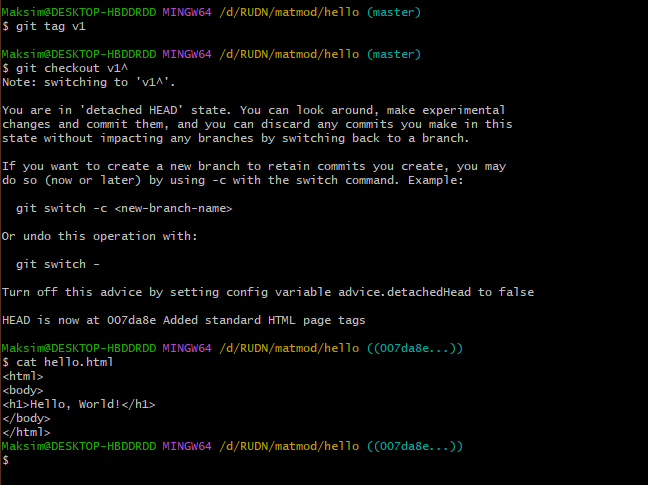 Maksim@DESKTOP-HBDDRDD MINGW64 /d/RUDN/matmod/hello (master)
$ git tag v1

Maksim@DESKTOP-HBDDRDD MINGW64 /d/RUDN/matmod/hello (master)
$ git checkout v1^
Note: switching to 'v1^'.

You are in 'detached HEAD' state. You can look around, make experimental
changes and commit them, and you can discard any commits you make in this
state without impacting any branches by switching back to a branch.

If you want to create a new branch to retain commits you create, you may
do so (now or later) by using -c with the switch command. Example:

  git switch -c <new-branch-name>

Or undo this operation with:

  git switch -

Turn off this advice by setting config variable advice.detachedHead to false

HEAD is now at 007da8e Added standard HTML page tags

Maksim@DESKTOP-HBDDRDD MINGW64 /d/RUDN/matmod/hello ((007da8e...))
$ cat hello.html
<html>
<body>
<h1>Hello, World!</h1>
</body>
</html>
Maksim@DESKTOP-HBDDRDD MINGW64 /d/RUDN/matmod/hello ((007da8e...))
$